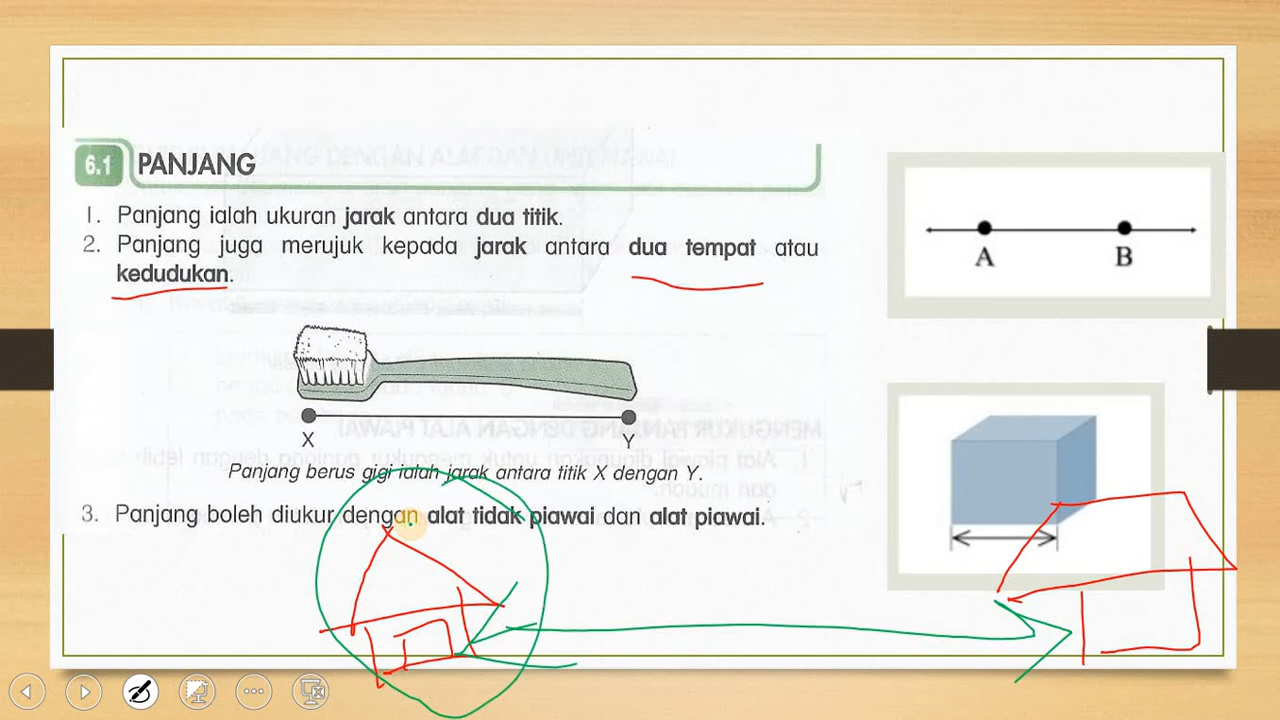 6.1 PANJANG
1. Panjang ialah ukuran jarak antara dua titik.
2. Panjang juga merujuk kepada jarak antara dua tempat atau
kedudukan.
A B
X Y
Panjang berus gigi ialah jarak antara titik X dengan Y.
3. Panjang boleh diukur dengan alat tidak piawai dan alat piawai.